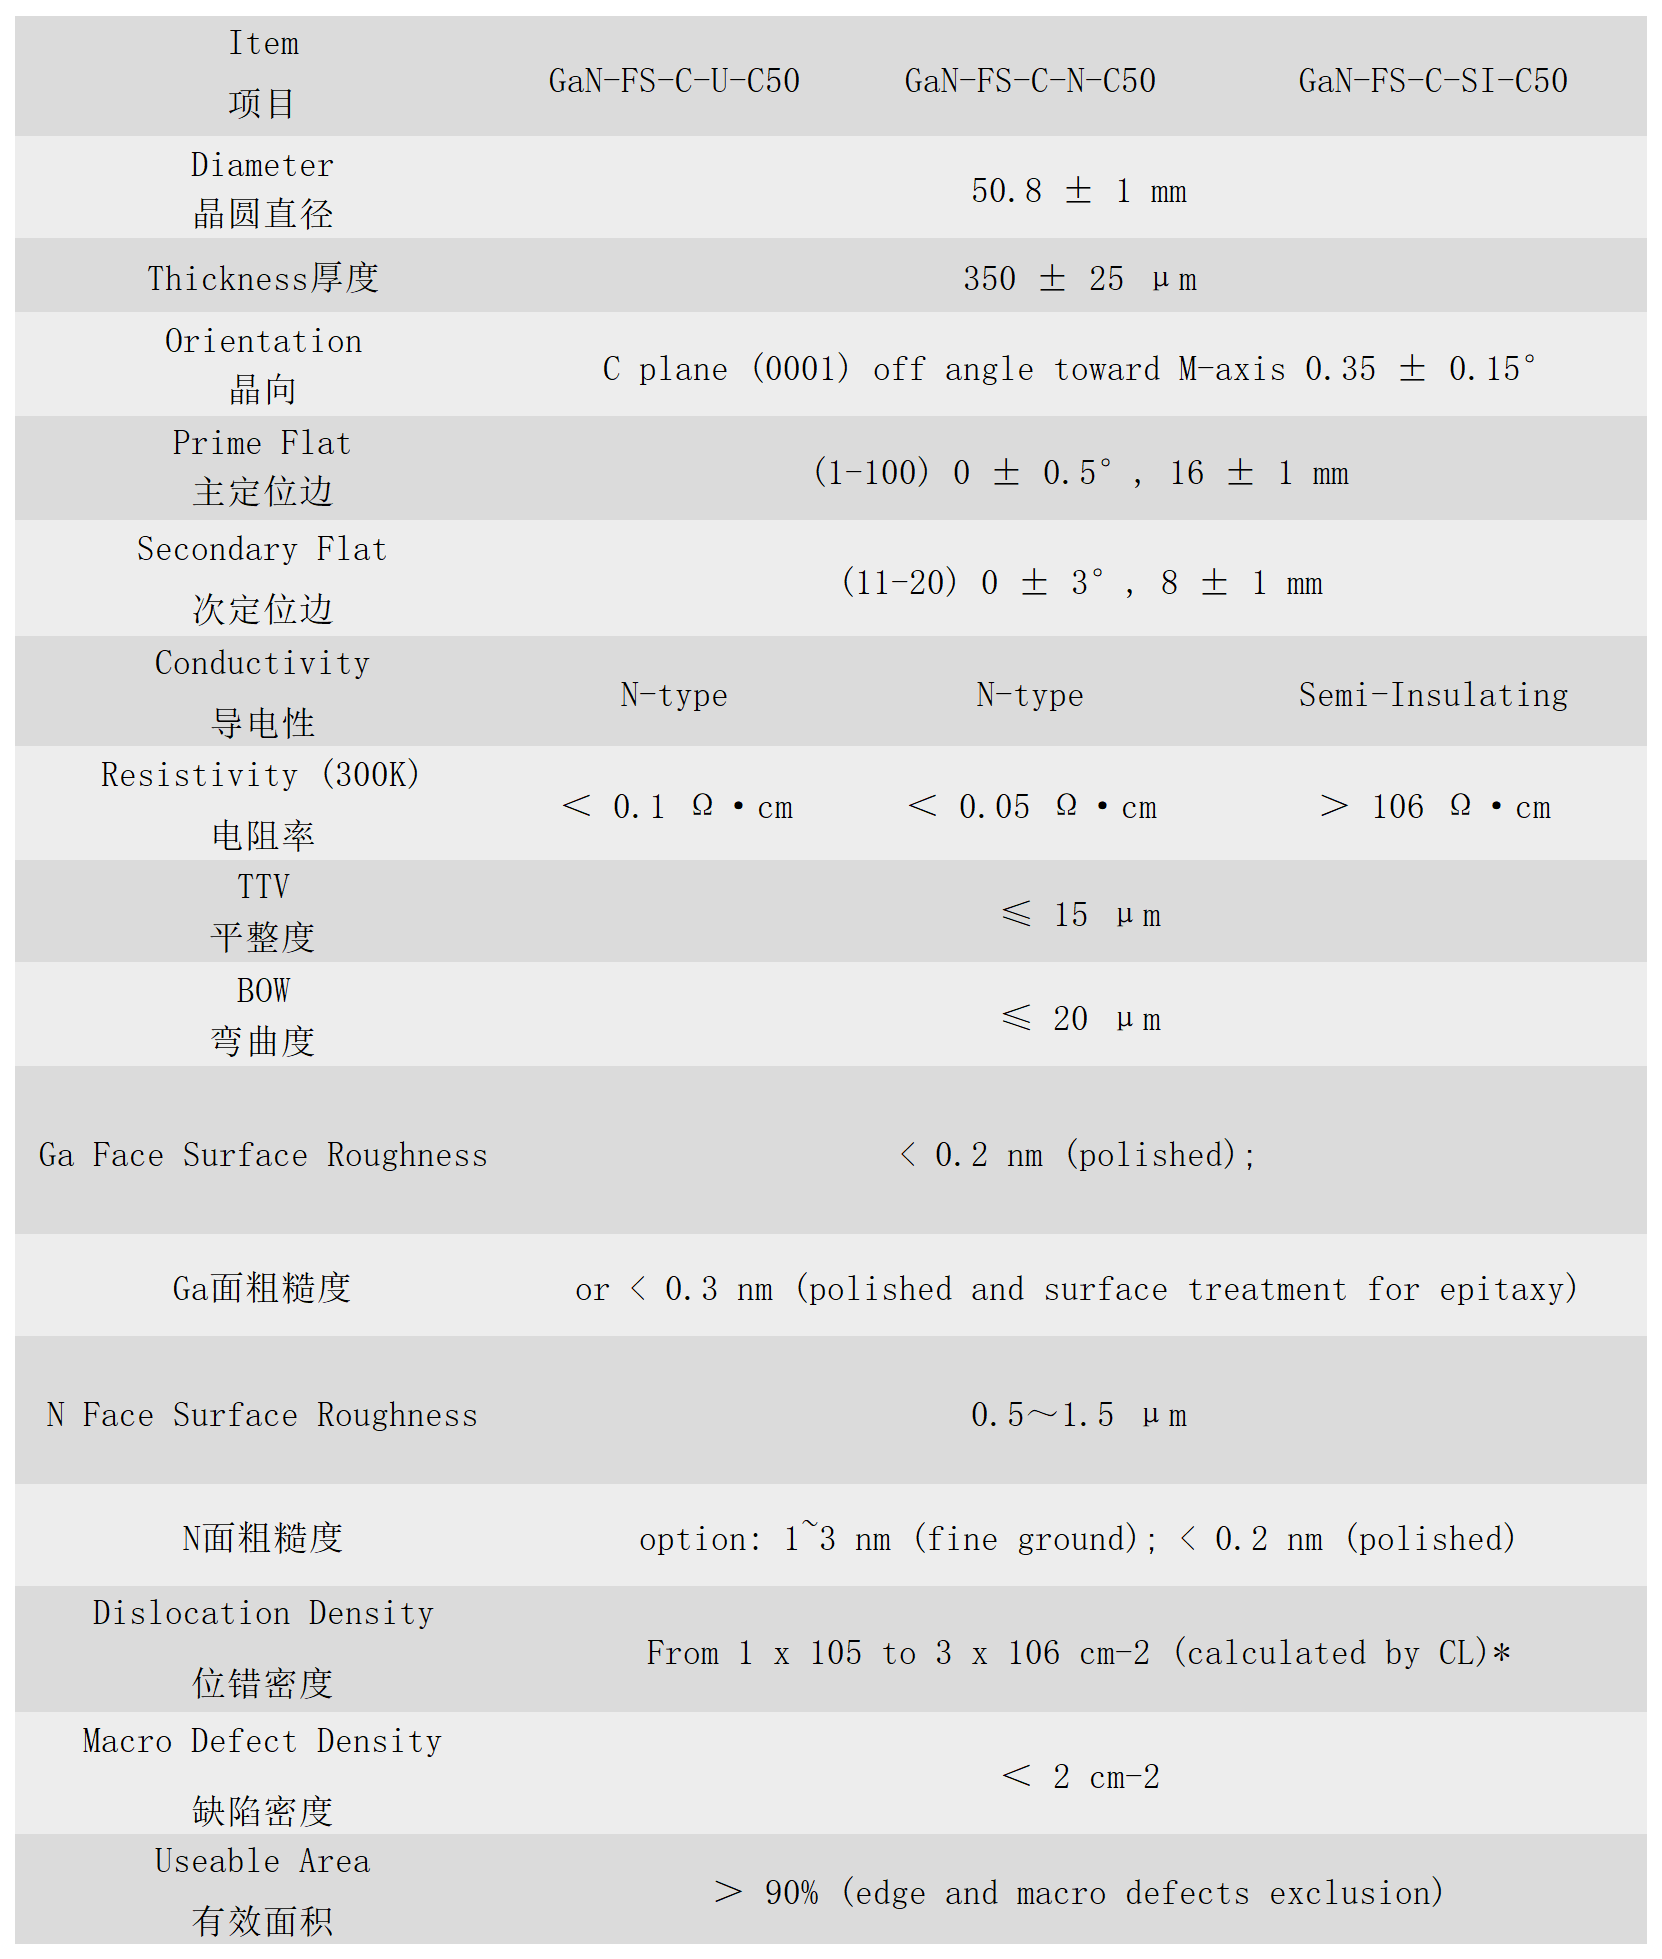 Item
项目
GaN-FS-C-U-C50 GaN-FS-C-N-C50 GaN-FS-C-SI-C50
Diameter
晶圆直径
50.8 ± 1 mm
Thickness厚度
350 ± 25 μm
Orientation
晶向
C plane (0001) off angle toward M-axis 0.35 ± 0.15°
Prime Flat
主定位边
(1-100) 0 ± 0.5°, 16 ± 1 mm
Secondary Flat
次定位边
(11-20) 0 ± 3°, 8 ± 1 mm
Conductivity
导电性
N-type N-type Semi-Insulating
Resistivity (300K)
电阻率
＜ 0.1 Ω·cm ＜ 0.05 Ω·cm ＞ 106 Ω·cm
TTV
平整度
≤ 15 μm
BOW
弯曲度
≤ 20 μm
Ga Face Surface Roughness
< 0.2 nm (polished);
Ga面粗糙度
or < 0.3 nm (polished and surface treatment for epitaxy)
N Face Surface Roughness
0.5～1.5 μm
N面粗糙度
option: 1~3 nm (fine ground); < 0.2 nm (polished)
Dislocation Density
位错密度
From 1 x 105 to 3 x 106 cm-2 (calculated by CL)*
Macro Defect Density
缺陷密度
＜ 2 cm-2
Useable Area
有效面积
＞ 90% (edge and macro defects exclusion)